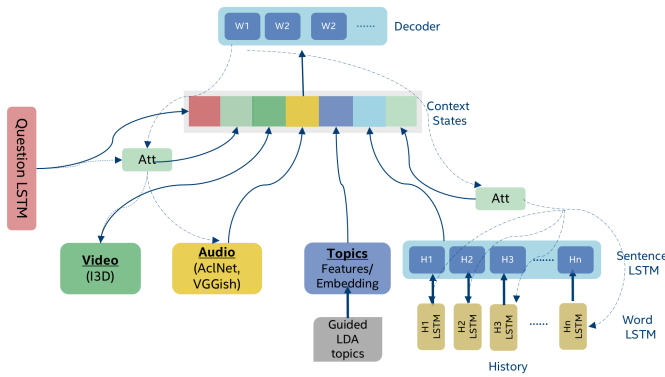 W1 W2 W2 ......
Decoder
Context
States
Question LSTM
Att
Att
Video
(I3D)
Audio
(AclNet,
VGGish)
Topics
Features/
Embedding
Guided
LDA
topics
H1 H2 H3 ....... Hn
Sentence
LSTM
H1
LSTM
H2
LSTM
H3
LSTM
......
Hn
LSTM
Word
LSTM
History